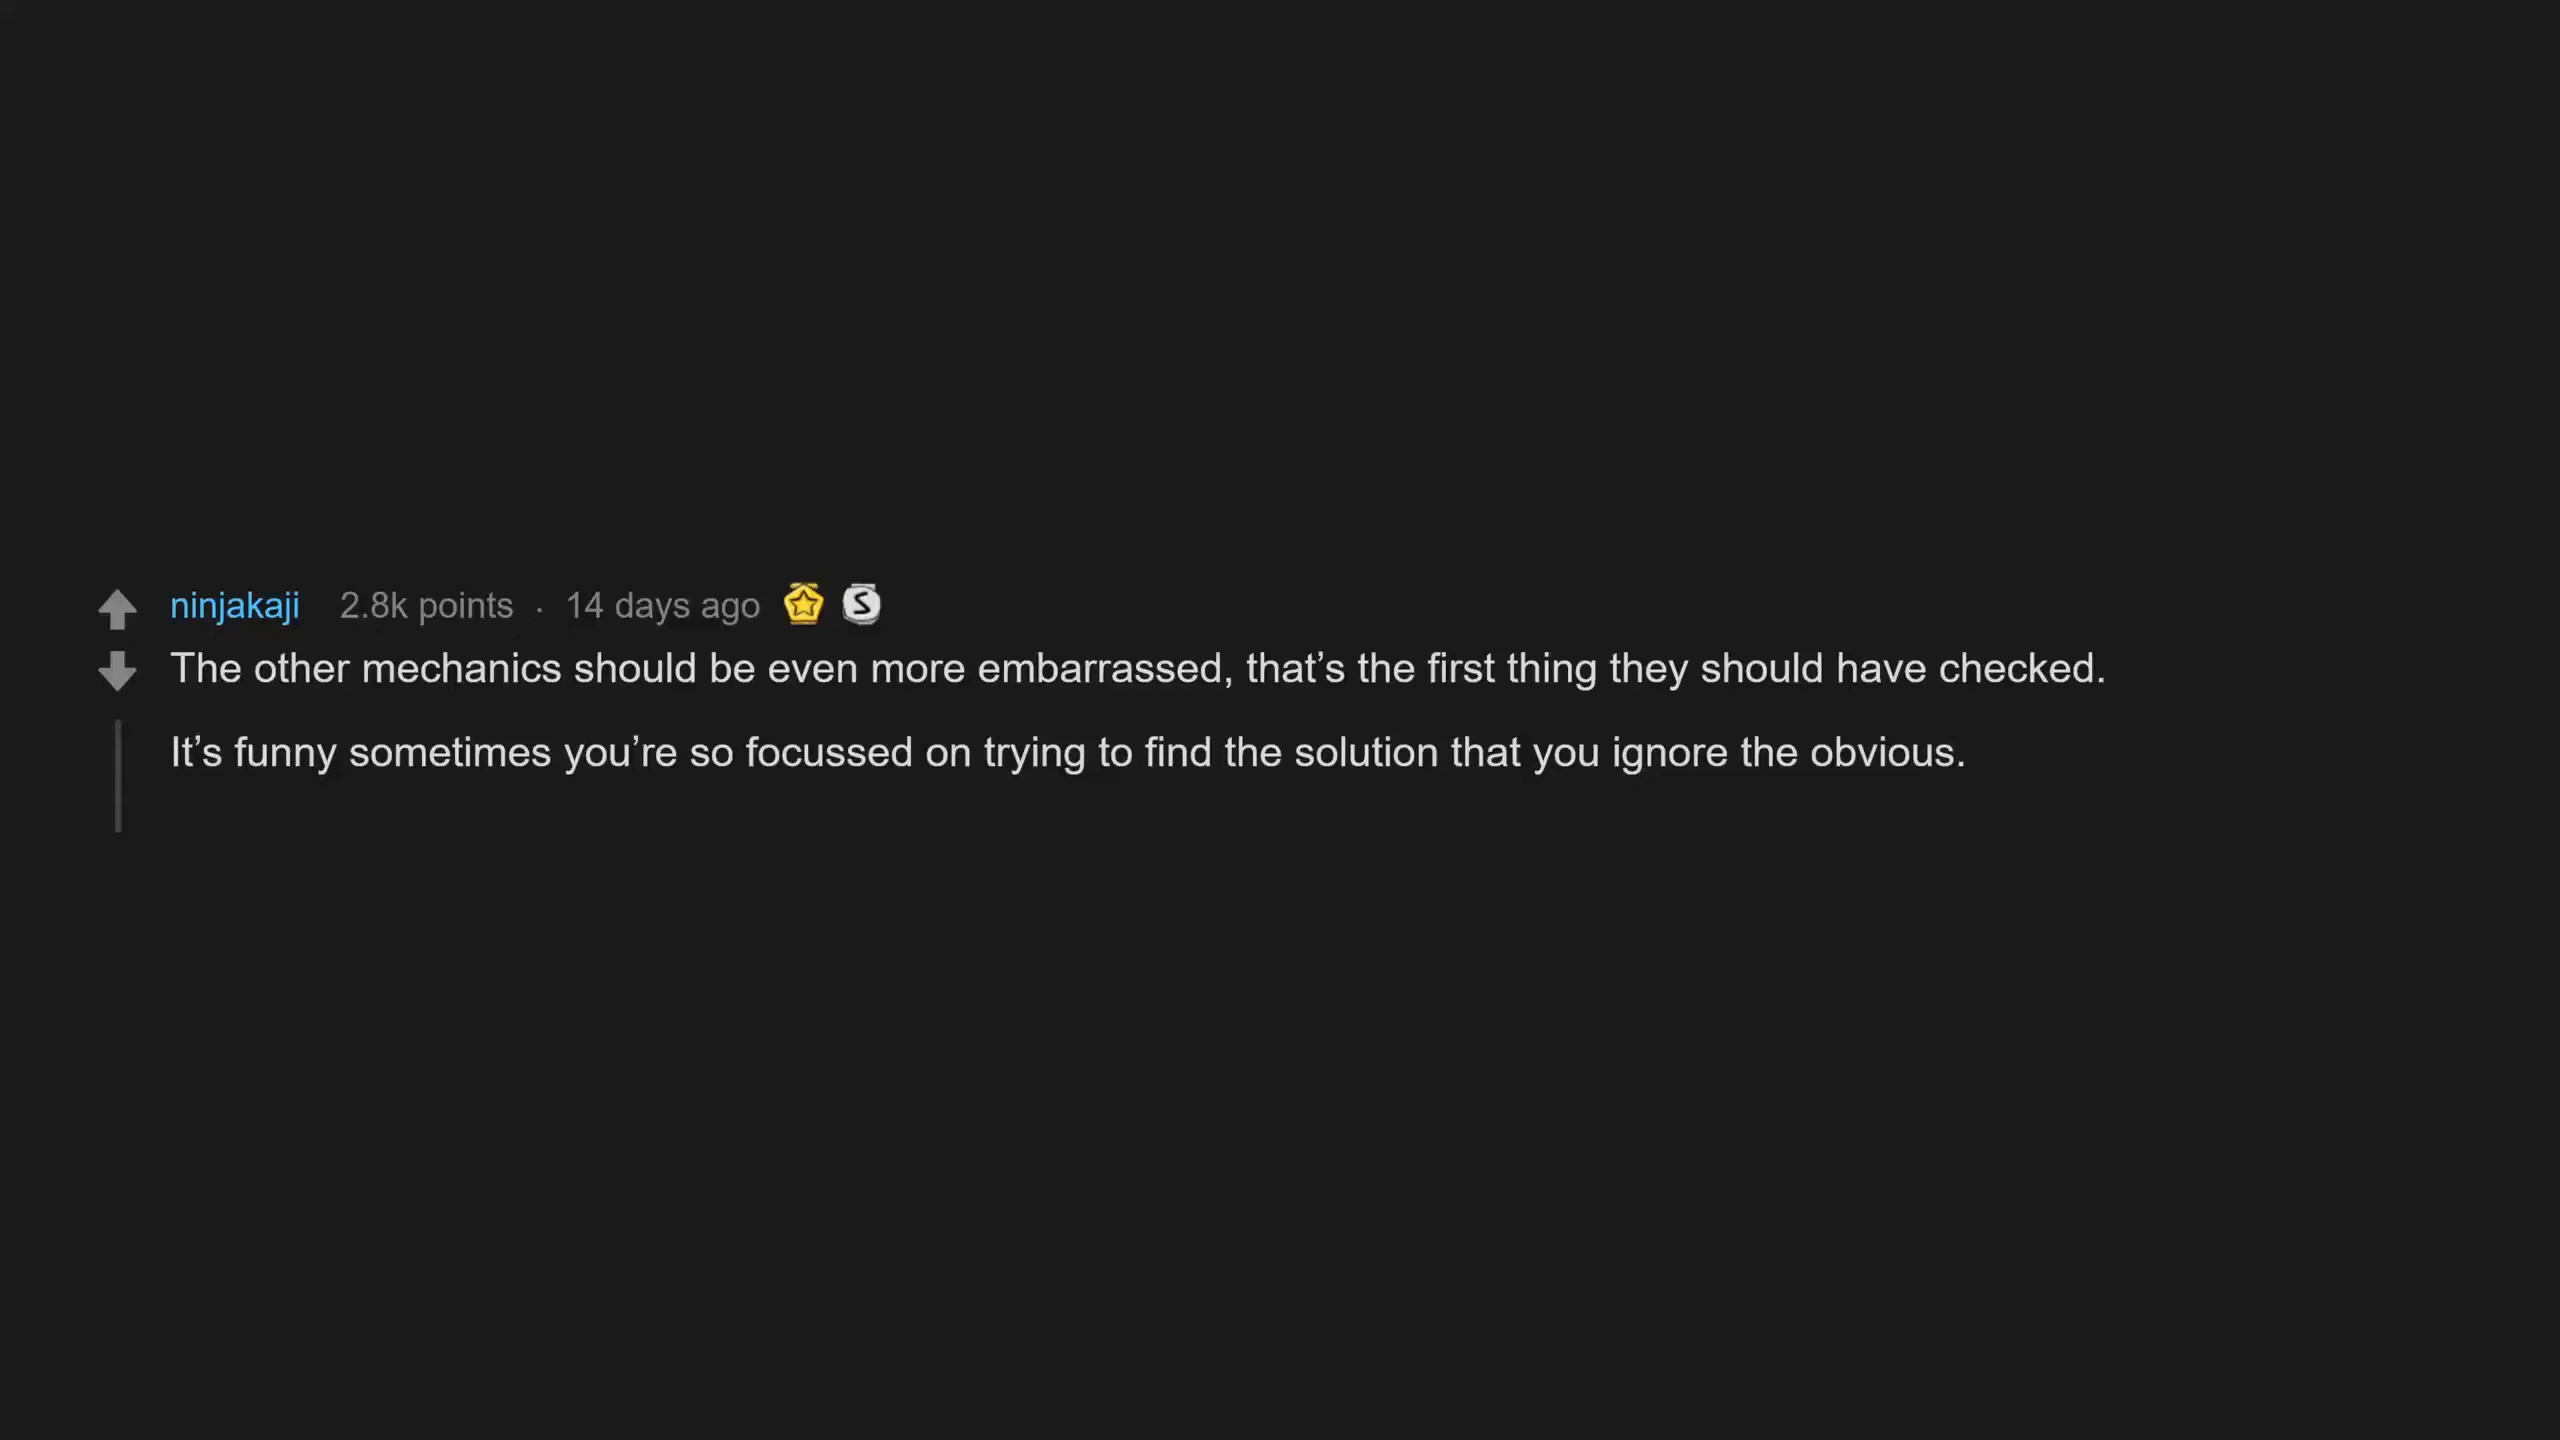 ninjakaji 2.8k points · 14 days ago
The other mechanics should be even more embarrassed, that’s the first thing they should have checked.
It’s funny sometimes you’re so focussed on trying to find the solution that you ignore the obvious.